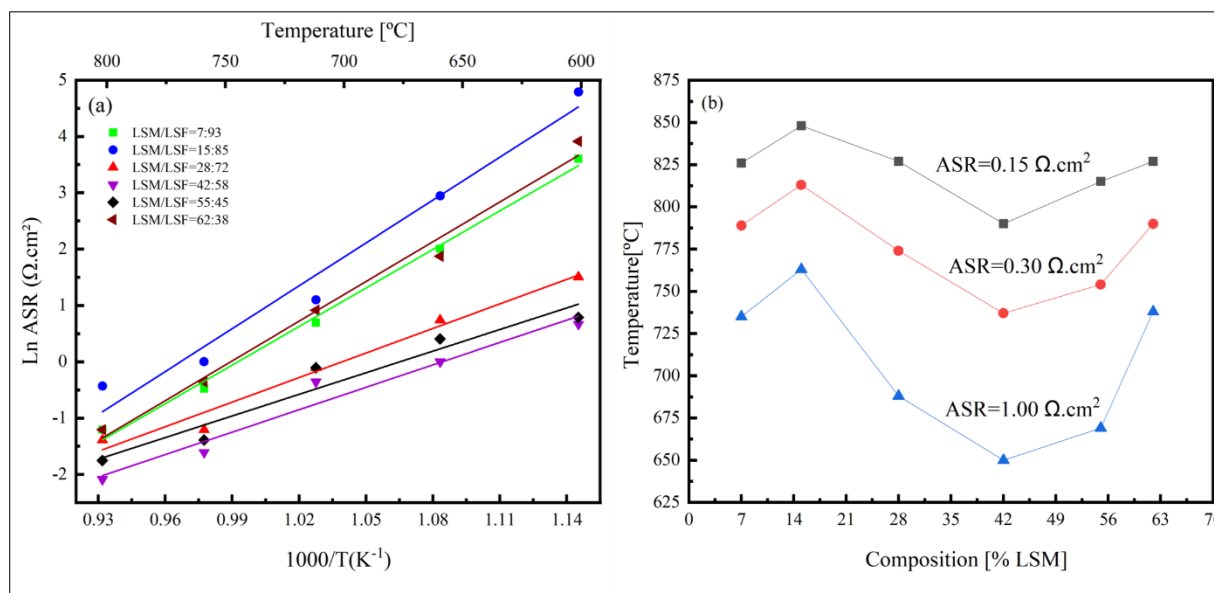 Temperature [ºC]
800 750 700 650 600
(a)
LSM/LSF=7:93
LSM/LSF=15:85
LSM/LSF=28:72
LSM/LSF=42:58
LSM/LSF=55:45
LSM/LSF=62:38
Ln ASR (Ω.cm²)
5
4
3
2
1
0
-1
-2
0.93 0.96 0.99 1.02 1.05 1.08 1.11 1.14
1000/T(K⁻¹)
(b)
Temperature[ºC]
875
850
825
800
775
750
725
700
675
650
625
ASR=0.15 Ω.cm²
ASR=0.30 Ω.cm²
ASR=1.00 Ω.cm²
0 7 14 21 28 35 42 49 56 63 70
Composition [% LSM]